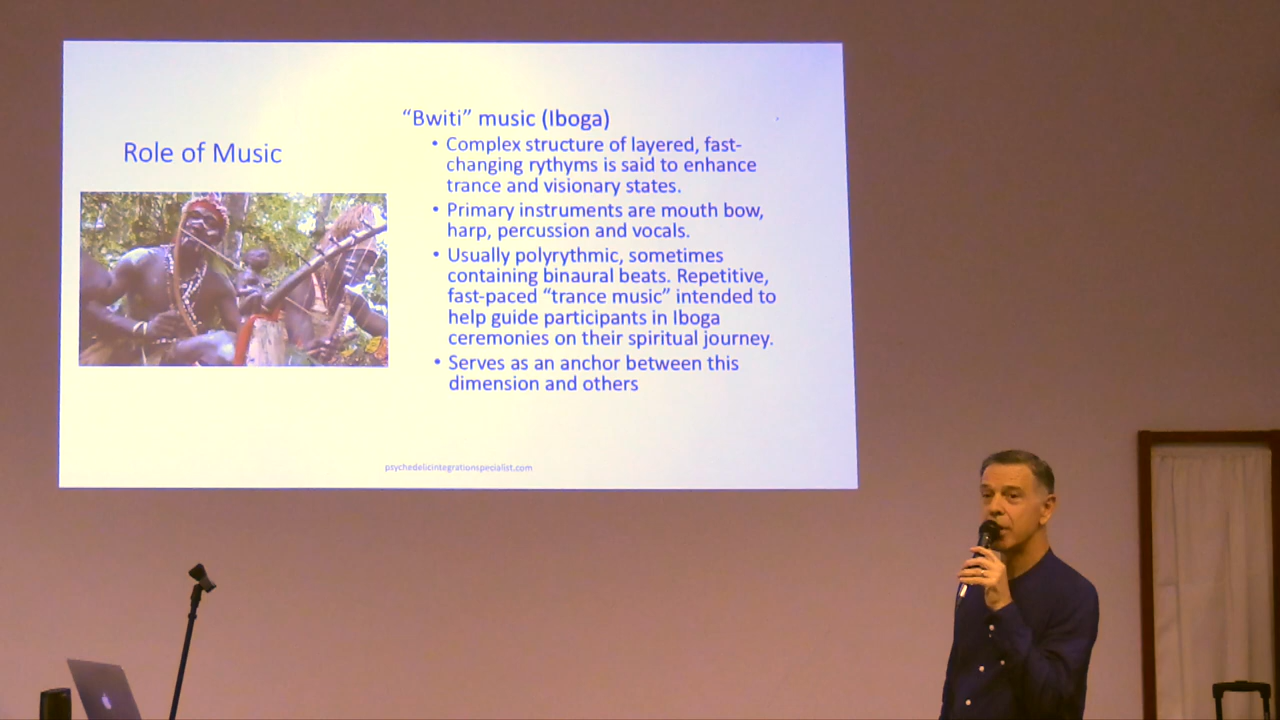 Role of Music
“Bwiti” music (Iboga)
• Complex structure of layered, fast-
changing rythyms is said to enhance
trance and visionary states.
• Primary instruments are mouth bow,
harp, percussion and vocals.
• Usually polyrythmic, sometimes
containing binaural beats. Repetitive,
fast-paced “trance music” intended to
help guide participants in Iboga
ceremonies on their spiritual journey.
• Serves as an anchor between this
dimension and others
psychedelicintegrationspecialist.com